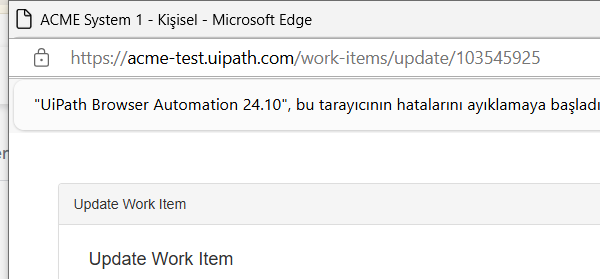 ACME System 1 - Kişisel - Microsoft Edge
https://acme-test.uipath.com/work-items/update/103545925
"UiPath Browser Automation 24.10", bu tarayıcının hatalarını ayıklamaya başladı
er
Update Work Item
Update Work Item